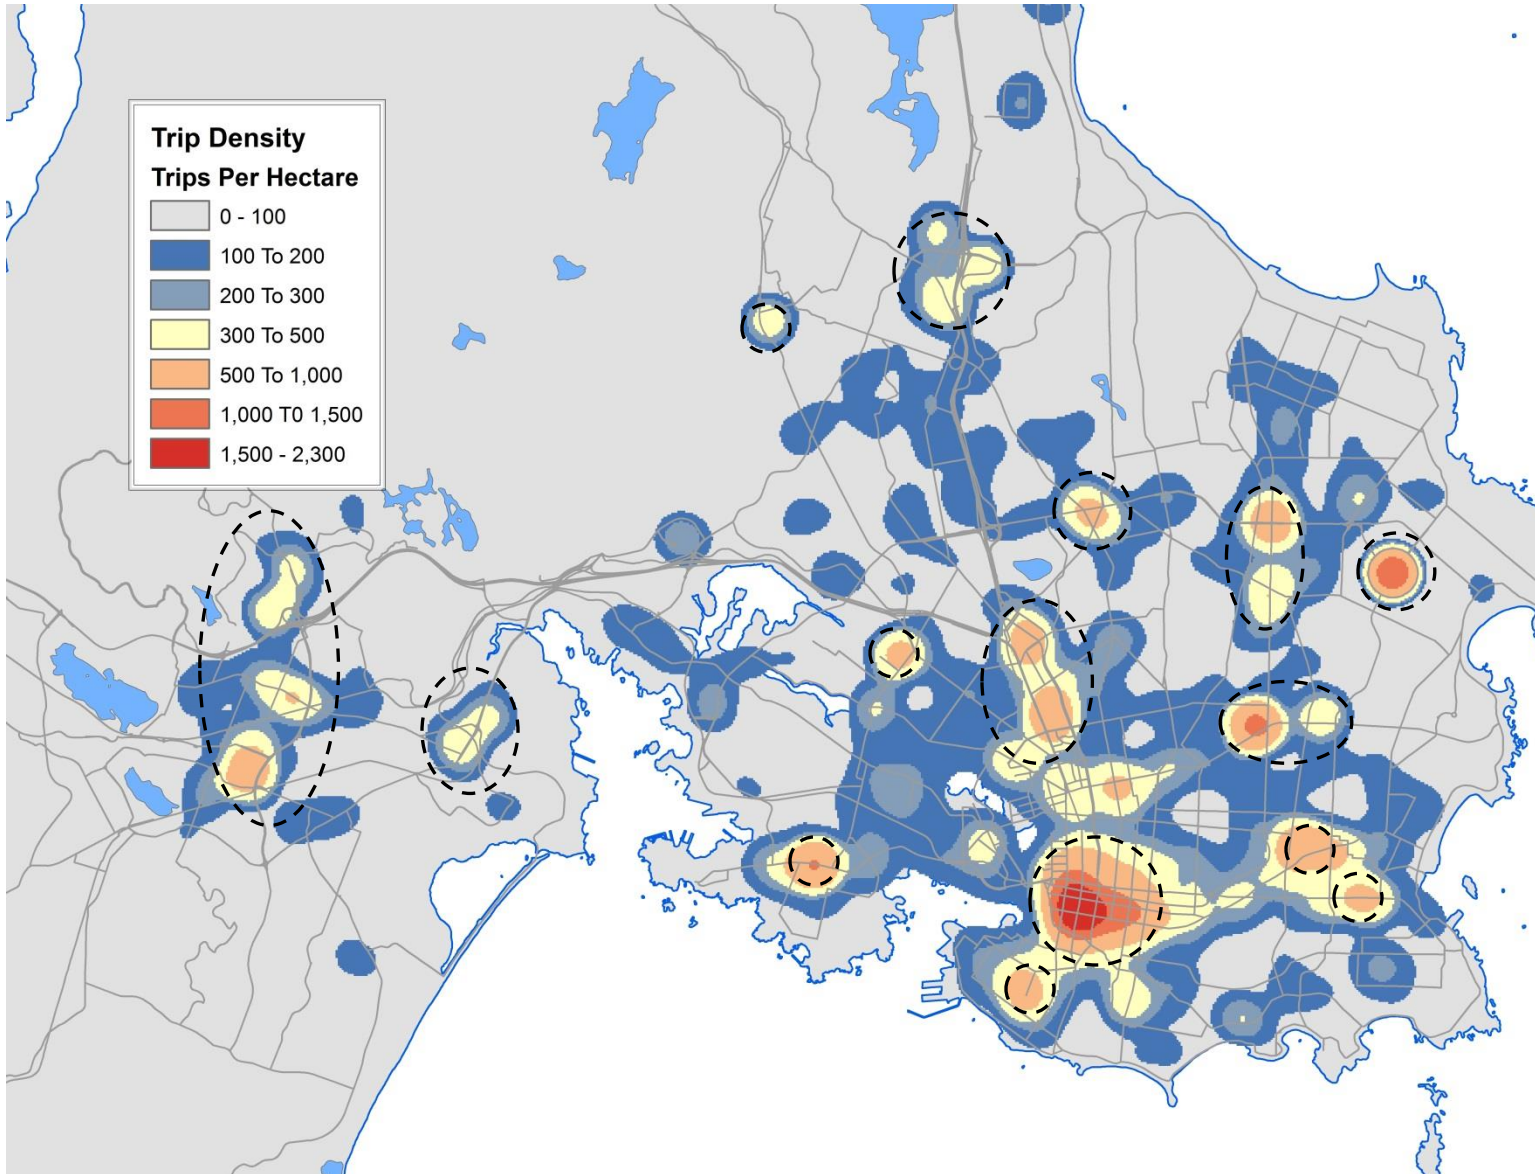 Trip Density
Trips Per Hectare
0 - 100
100 To 200
200 To 300
300 To 500
500 To 1,000
1,000 T0 1,500
1,500 - 2,300